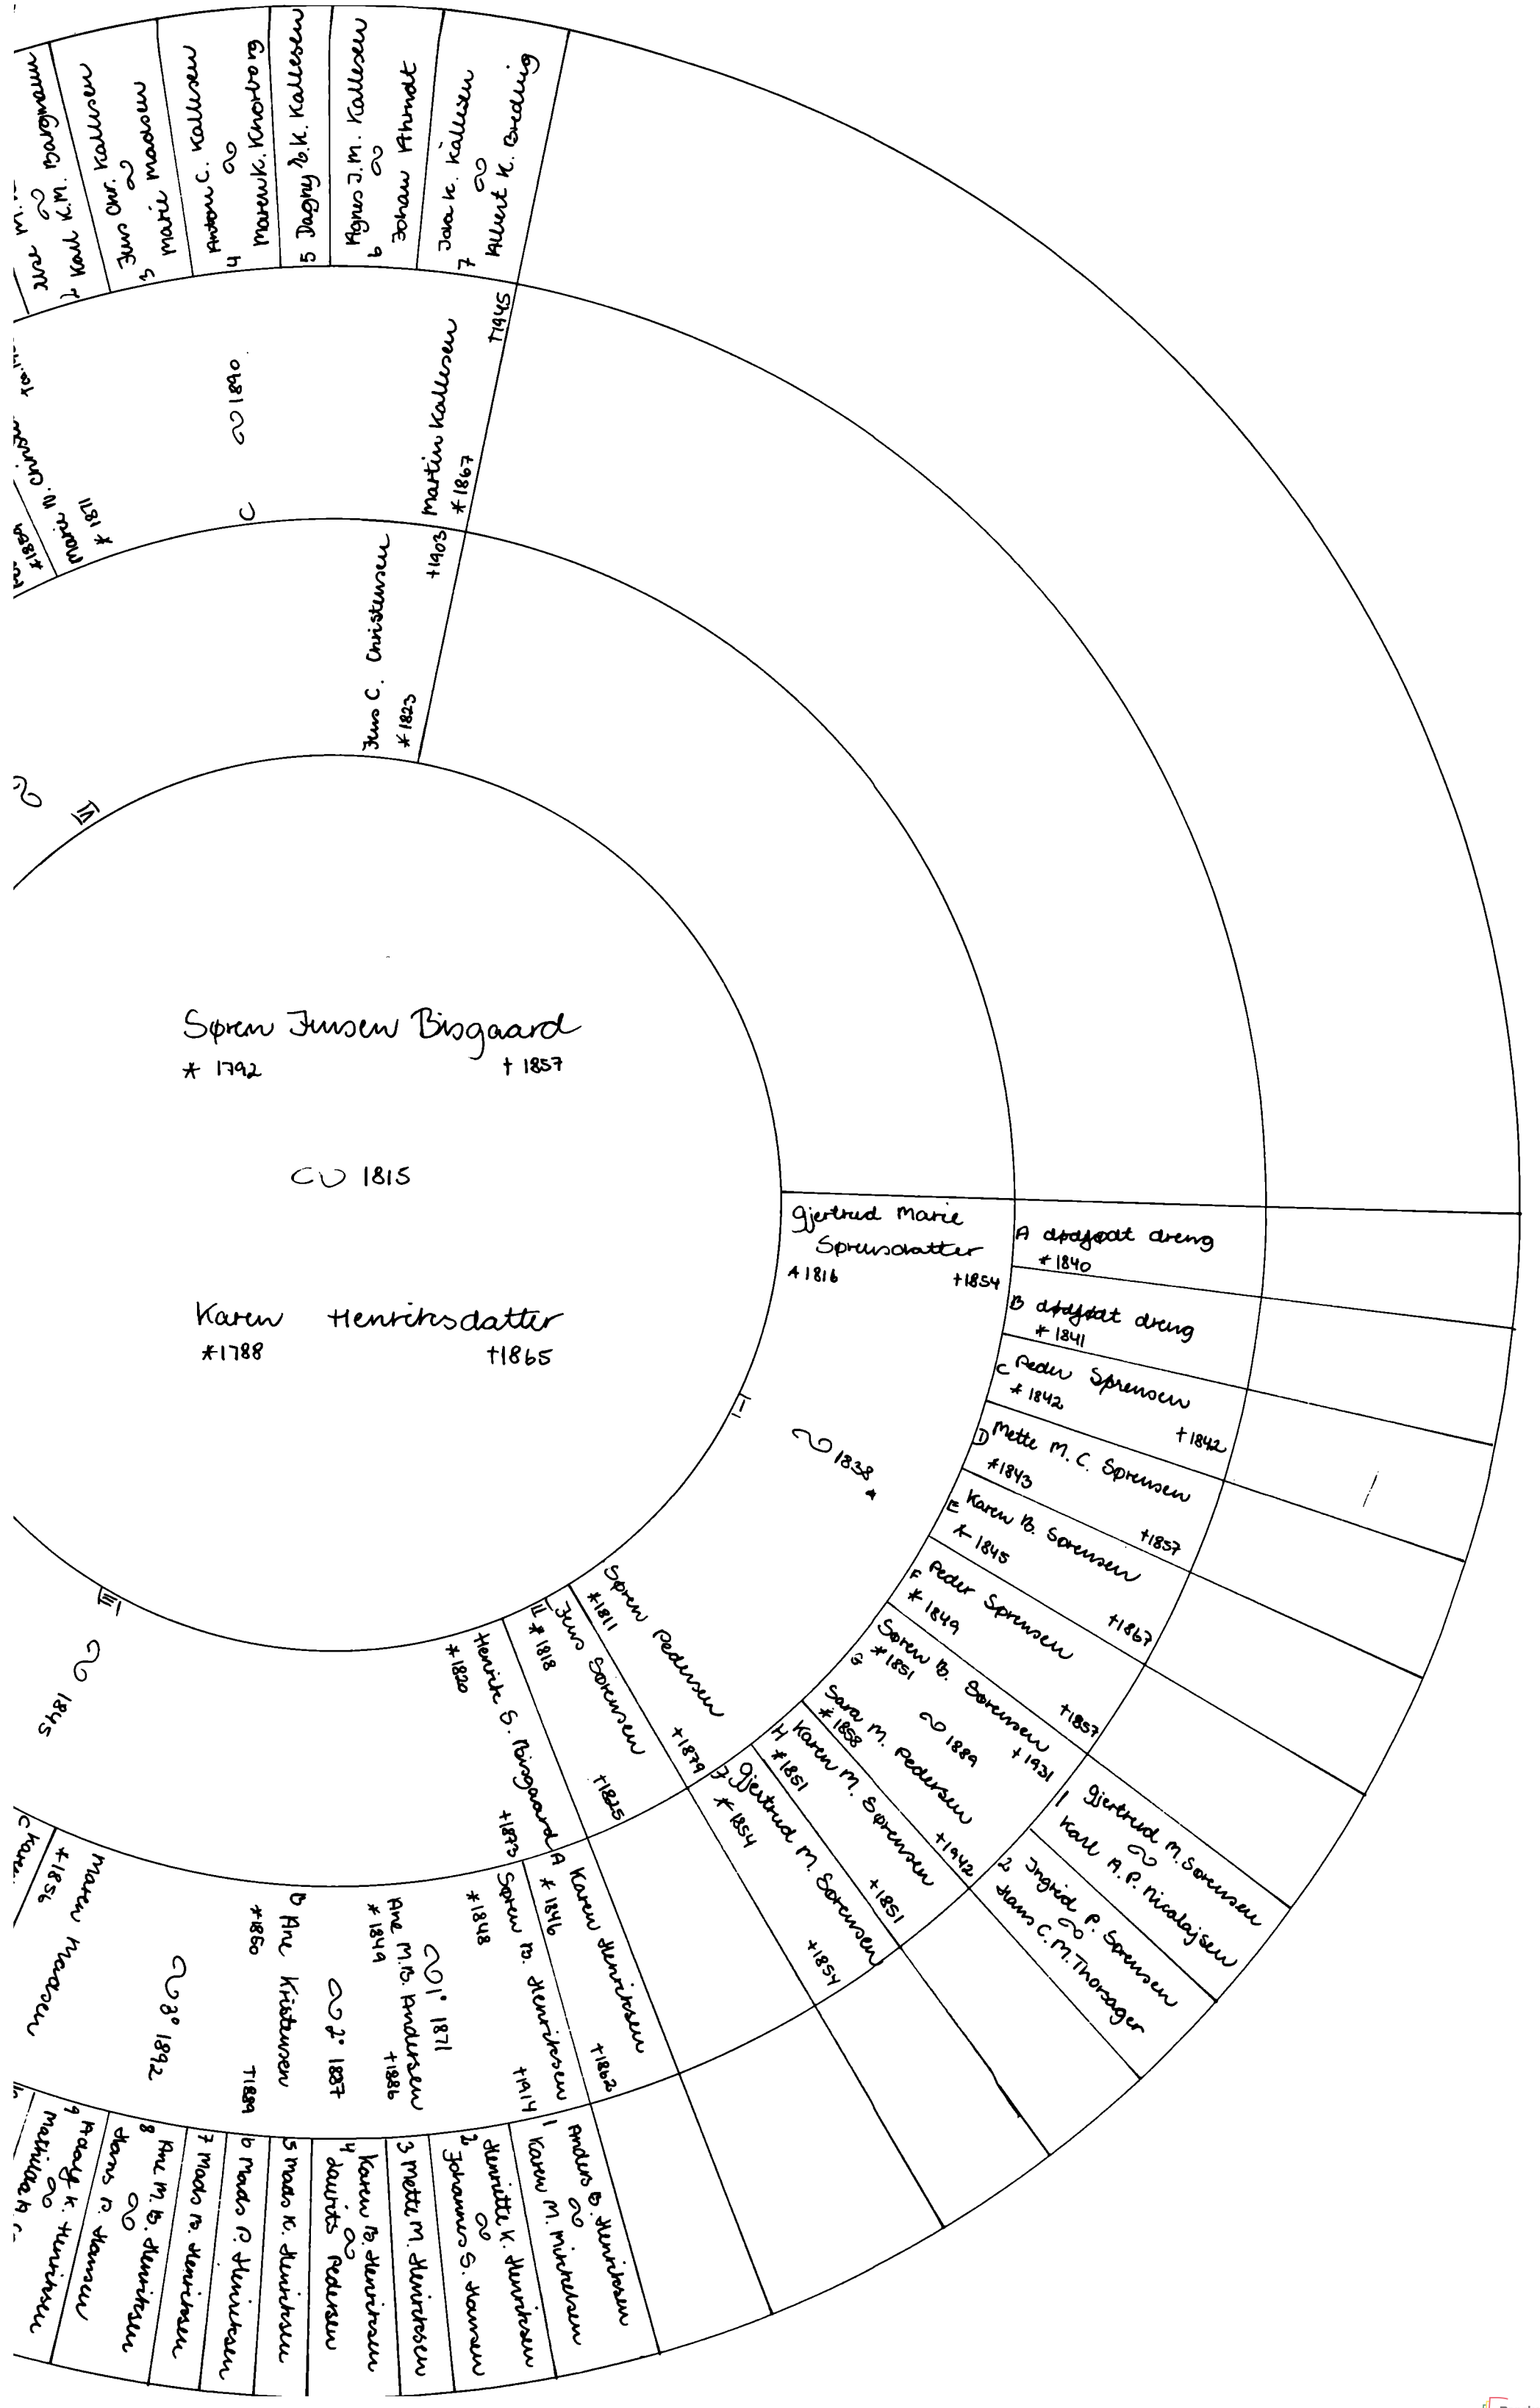 Søren Jensen Bisgaard
* 1792 † 1857
∞ 1815
Karen Henriksdatter
*1788 †1865
I
Gjertrud Marie
Sørensdatter
*1816 †1854
∞ 1838
Søren Pedersen
*1811 †1879
A dødfødt dreng
*1840
B dødfødt dreng
*1841
C Peder Sørensen
*1842 †1842
D Mette M. C. Sørensen
*1843 †1857
E Karen B. Sørensen
*1845 †1867
F Peder Sørensen
*1849 †1857
G Søren B. Sørensen
*1851 †1931
∞ 1889
Sara M. Pedersen
*1858 †1942
1 Gjertrud M. Sørensen
∞
Karl A. P. Nicolajsen
2 Ingrid P. Sørensen
∞
Hans C. M. Thorsager
H Karen M. Sørensen
*1851 †1851
J Gjertrud M. Sørensen
*1854 †1854
II Jens Sørensen
*1818 †1825
III
Henrik S. Bisgaard
*1820 †1873
∞ 1845
A Karen Henriksen
*1846 †1862
Søren B. Henriksen
*1848 †1914
∞ 1° 1871
Ane M.B. Andersen
*1849 †1886
∞ 2° 1887
B Ane Kristensen
*1860 †1889
∞ 3° 1892
Maren Madsen
*1856
C Karen
Anders B. Henriksen
∞
1 Karen M. Mikkelsen
Henriette K. Henriksen
∞
2 Johannes S. Hansen
3 Mette M. Henriksen
Karen B. Henriksen
∞
4 Laurits Pedersen
5 Mads K. Henriksen
6 Mads P. Henriksen
7 Mads B. Henriksen
Ane M. B. Henriksen
8 ∞
Hans P. Hansen
9 K. Henriksen
∞
Mathilde
VI
∞
Jens C. Christensen
*1823 †1903
*1871
C ∞ 1890
Martin Kallesen
*1867 †1945
∞
2 Karl K.M. Bargmann
Jens Chr. Kallesen
∞
3 Marie Madsen
Anton C. Kallesen
4 ∞
Maren K. Knorborg
5 Dagny B.K. Kallesen
Agnes J.M. Kallesen
6 ∞
Johan Ahrndt
K. Kallesen
7 ∞
Albert K. Breding